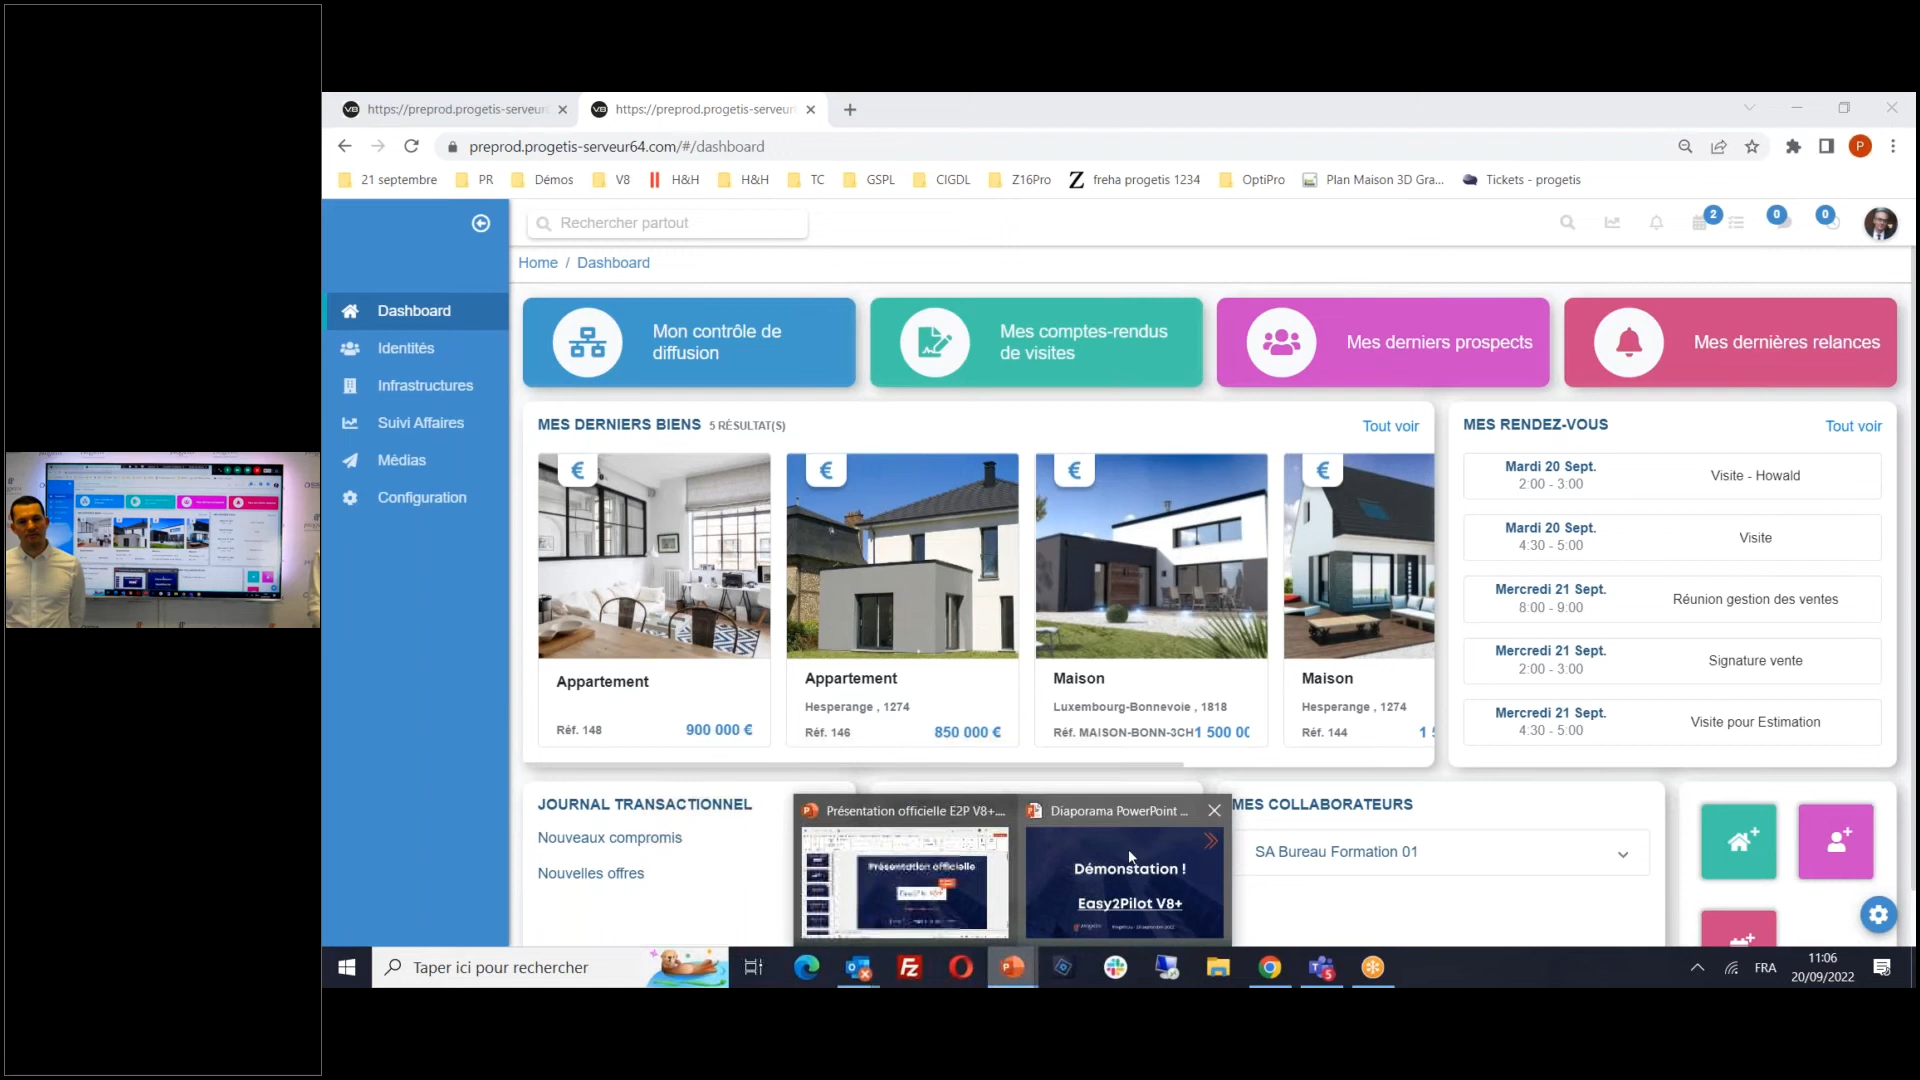 https://preprod.progetis-serveur
https://preprod.progetis-serveur
preprod.progetis-serveur64.com/#/dashboard
21 septembre
PR
Démos
V8
H&H
H&H
TC
GSPL
CIGDL
Z16Pro
freha progetis 1234
OptiPro
Plan Maison 3D Gra...
Tickets - progetis
P
Rechercher partout
2
0
0
Home / Dashboard
Dashboard
Identités
Infrastructures
Suivi Affaires
Médias
Configuration
Mon contrôle de
diffusion
Mes comptes-rendus
de visites
Mes derniers prospects
Mes dernières relances
MES DERNIERS BIENS 5 RÉSULTAT(S)
Tout voir
€
€
€
€
Appartement
Réf. 148
900 000 €
Appartement
Hesperange , 1274
Réf. 146
850 000 €
Maison
Luxembourg-Bonnevoie , 1818
Réf. MAISON-BONN-3CH
1 500 00
Maison
Hesperange , 1274
Réf. 144
1 5
MES RENDEZ-VOUS
Tout voir
Mardi 20 Sept.
2:00 - 3:00
Visite - Howald
Mardi 20 Sept.
4:30 - 5:00
Visite
Mercredi 21 Sept.
8:00 - 9:00
Réunion gestion des ventes
Mercredi 21 Sept.
2:00 - 3:00
Signature vente
Mercredi 21 Sept.
4:30 - 5:00
Visite pour Estimation
JOURNAL TRANSACTIONNEL
Nouveaux compromis
Nouvelles offres
Présentation officielle E2P V8+....
Présentation officielle
Diaporama PowerPoint ...
Démonstation !
Easy2Pilot V8+
MES COLLABORATEURS
SA Bureau Formation 01
Taper ici pour rechercher
FRA
11:06
20/09/2022